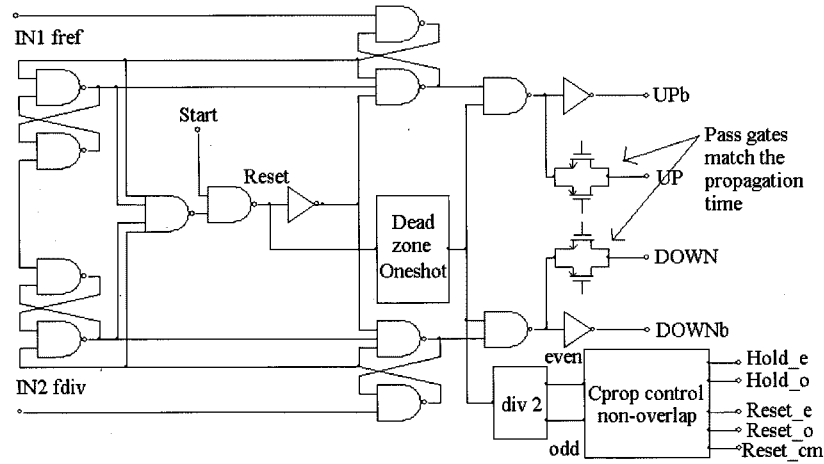 IN1 fref
Start
Reset
Dead
zone
Oneshot
UPb
Pass gates
match the
propagation
time
UP
DOWN
DOWNb
IN2 fdiv
even
div 2
odd
Cprop control
non-overlap
Hold_e
Hold_o
Reset_e
Reset_o
Reset_cm